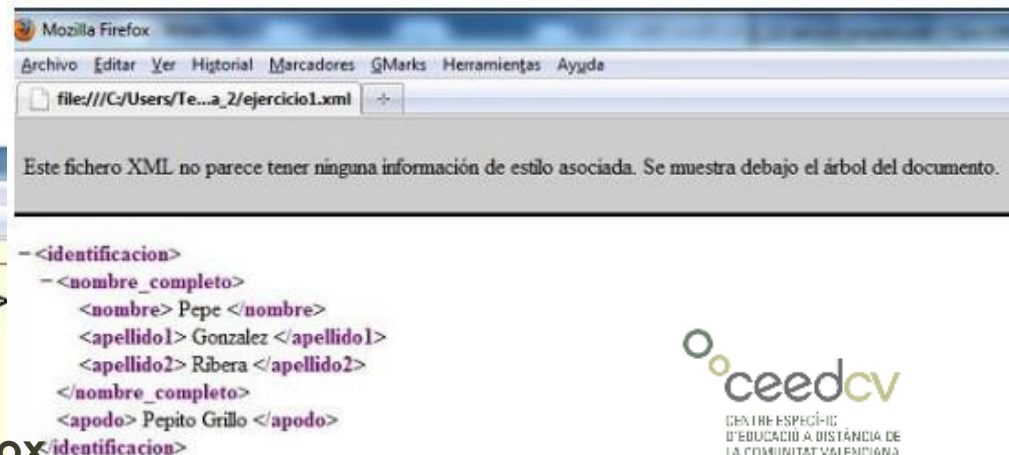 Mozilla Firefox
Archivo Editar Ver Historial Marcadores GMarks Herramientas Ayuda
file:///C:/Users/Te...a_2/ejercicio1.xml
Este fichero XML no parece tener ninguna información de estilo asociada. Se muestra debajo el árbol del documento.
- <identificacion>
- <nombre_completo>
<nombre> Pepe </nombre>
<apellido1> Gonzalez </apellido1>
<apellido2> Ribera </apellido2>
</nombre_completo>
<apodo> Pepito Grillo </apodo>
</identificacion>
ox
ceedcv
CENTRE ESPECÍFIC
D'EDUCACIÓ A DISTÀNCIA DE
LA COMUNITAT VALENCIANA